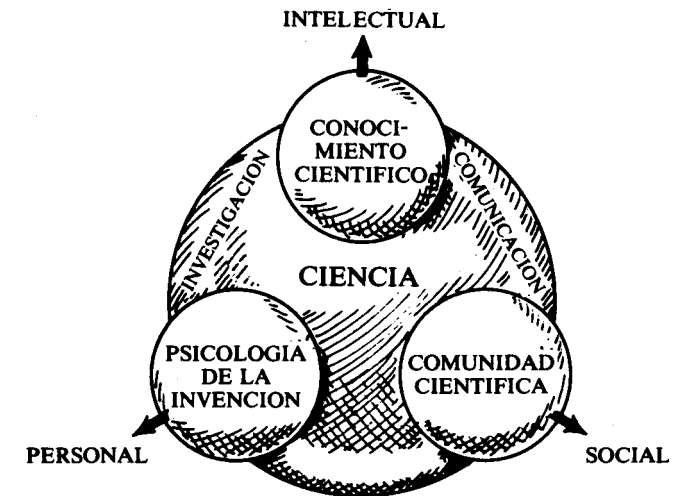 INTELECTUAL
CONOCI-
MIENTO
CIENTIFICO
INVESTIGACION
COMUNICACION
CIENCIA
PSICOLOGIA
DE LA
INVENCION
COMUNIDAD
CIENTIFICA
PERSONAL
SOCIAL